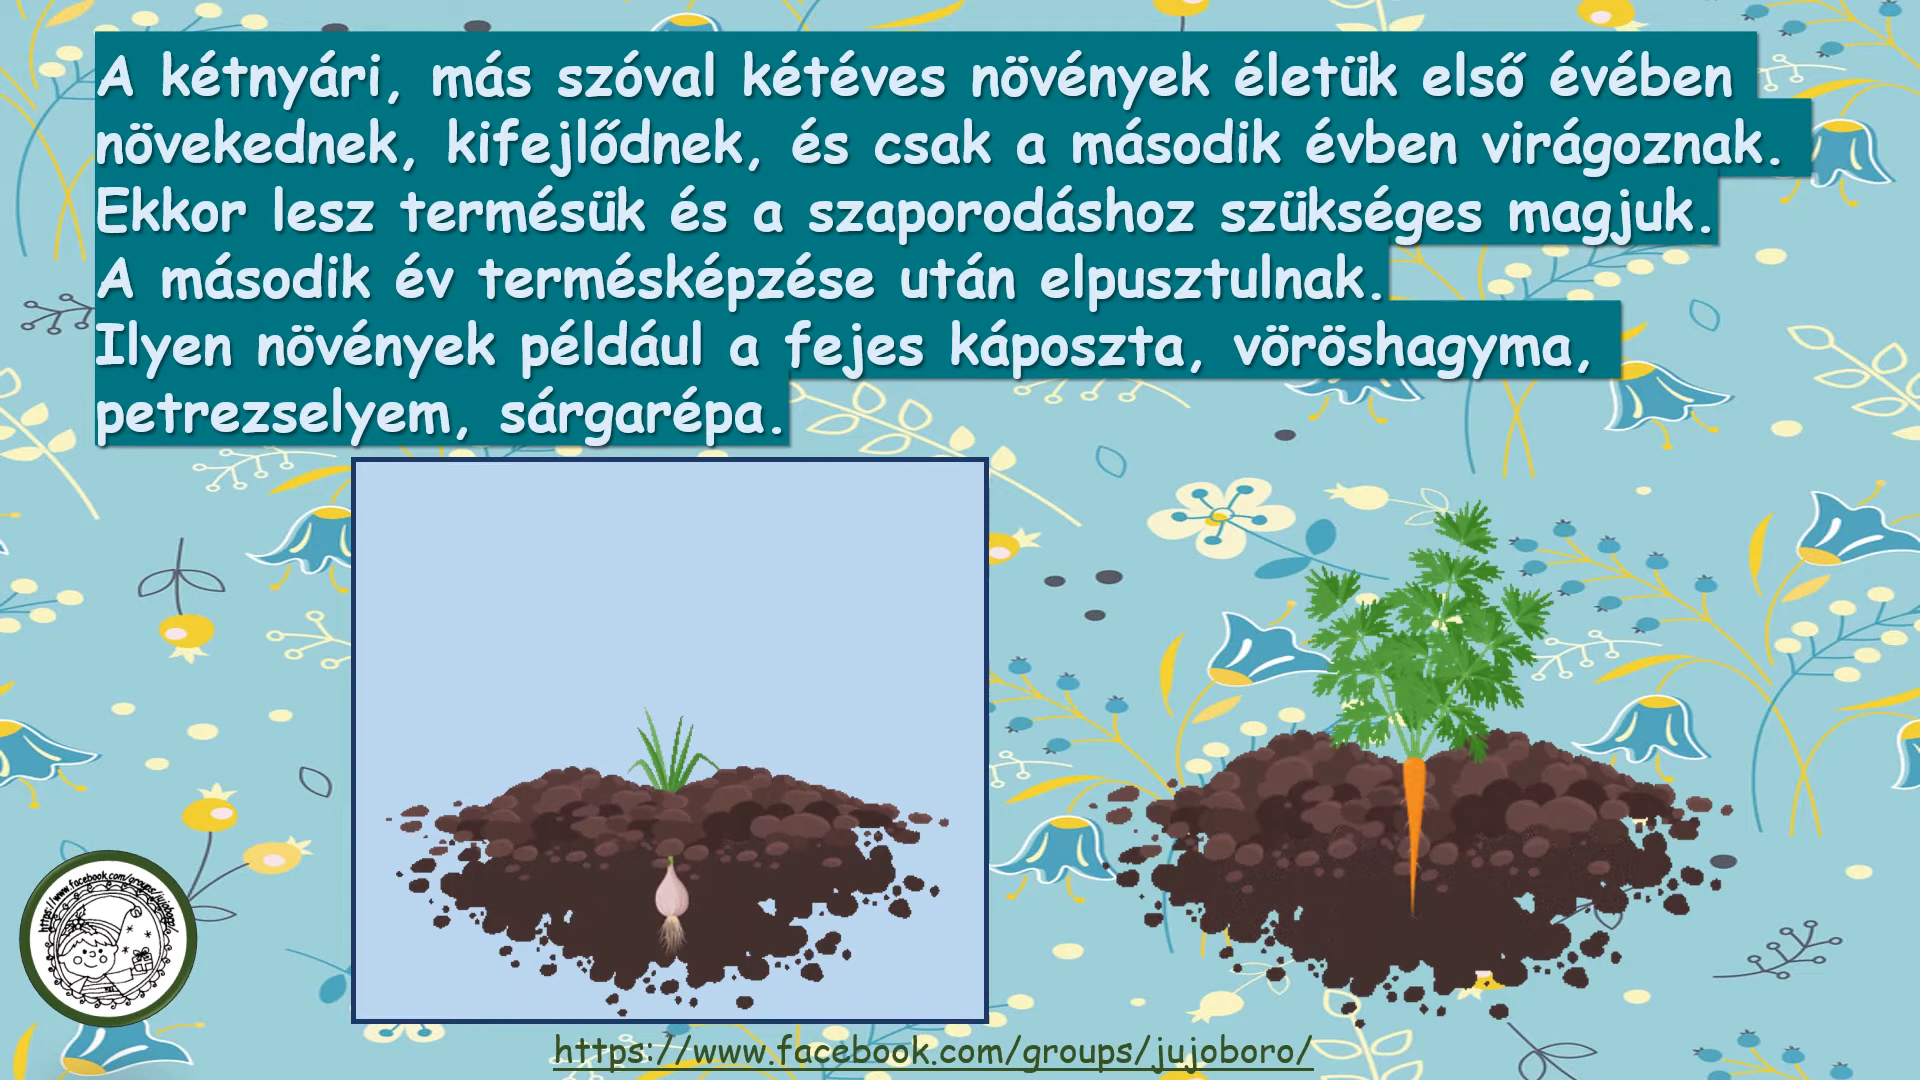 A kétnyári, más szóval kétéves növények életük első évében
növekednek, kifejlődnek, és csak a második évben virágoznak.
Ekkor lesz termésük és a szaporodáshoz szükséges magjuk.
A második év termésképzése után elpusztulnak.
Ilyen növények például a fejes káposzta, vöröshagyma,
petrezselyem, sárgarépa.
https://www.facebook.com/groups/jujoboro/